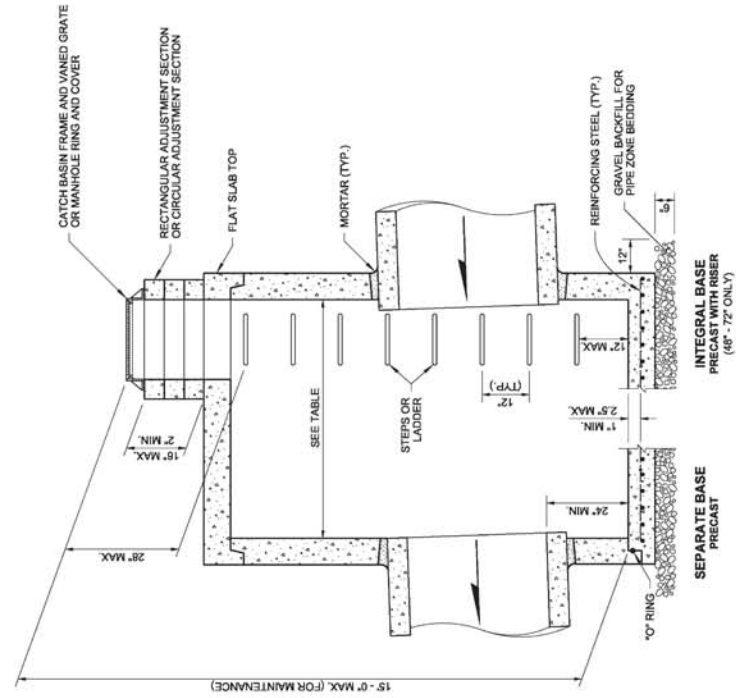 CATCH BASIN FRAME AND VANED GRATE
OR MANHOLE RING AND COVER
RECTANGULAR ADJUSTMENT SECTION
OR CIRCULAR ADJUSTMENT SECTION
FLAT SLAB TOP
MORTAR (TYP.)
REINFORCING STEEL (TYP.)
GRAVEL BACKFILL FOR
PIPE ZONE BEDDING
6"
12"
INTEGRAL BASE
PRECAST WITH RISER
(48" - 72" ONLY)
12" MAX.
SEE TABLE
STEPS OR
LADDER
12"
(TYP.)
1" MIN.
2.5" MAX.
2" MIN.
16" MAX.
28" MAX.
24" MIN.
SEPARATE BASE
PRECAST
"O" RING
15' - 0" MAX. (FOR MAINTENANCE)